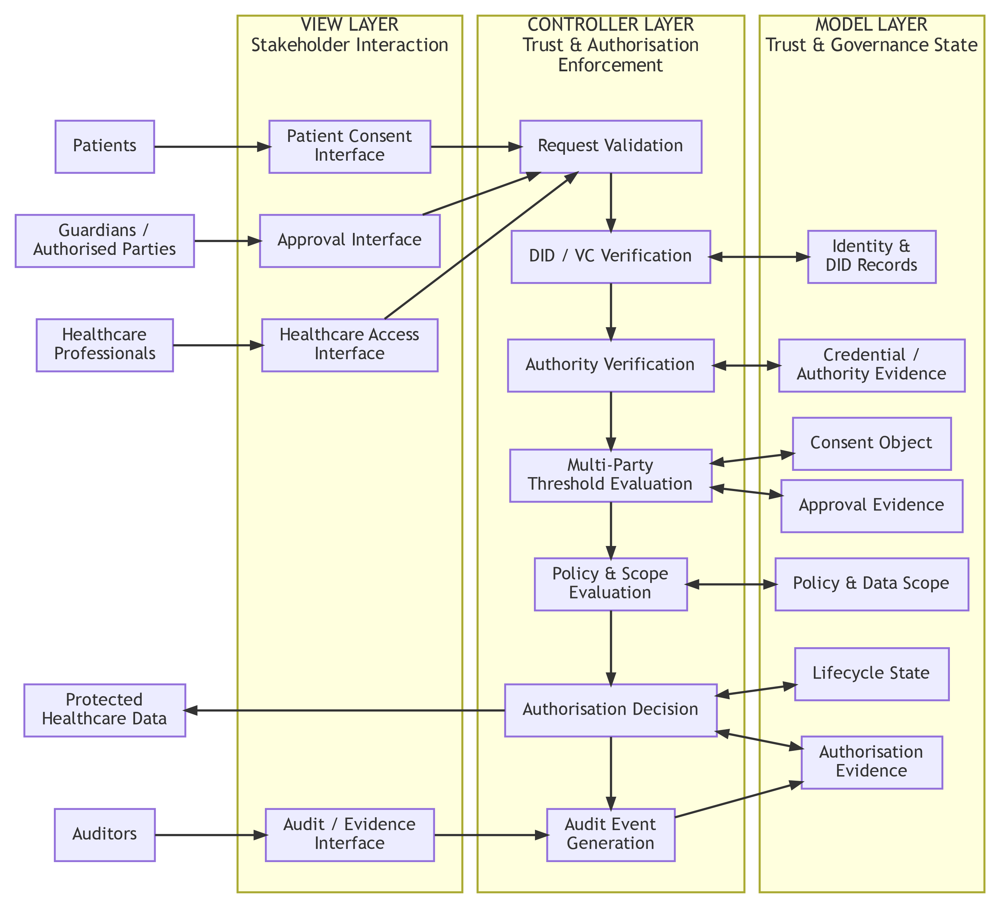 VIEW LAYER
Stakeholder Interaction
CONTROLLER LAYER
Trust & Authorisation
Enforcement
MODEL LAYER
Trust & Governance State
Patients
Patient Consent
Interface
Request Validation
Guardians /
Authorised Parties
Approval Interface
DID / VC Verification
Identity &
DID Records
Healthcare
Professionals
Healthcare Access
Interface
Authority Verification
Credential /
Authority Evidence
Multi-Party
Threshold Evaluation
Consent Object
Approval Evidence
Policy & Scope
Evaluation
Policy & Data Scope
Protected
Healthcare Data
Authorisation Decision
Lifecycle State
Authorisation
Evidence
Auditors
Audit / Evidence
Interface
Audit Event
Generation